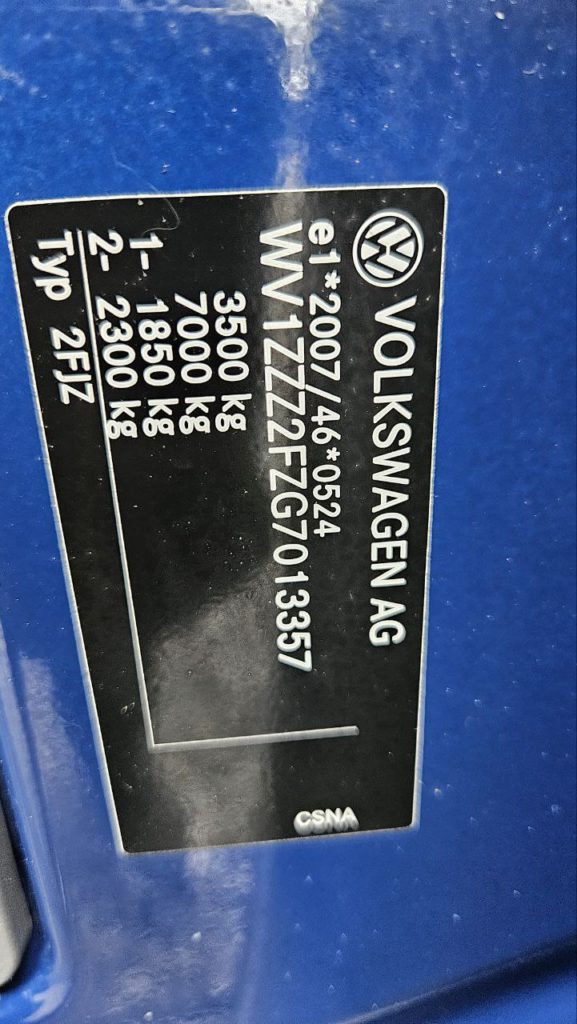 VOLKSWAGEN AG
e1*2007/46*0524
WV1ZZZ2FZG7013357
3500 kg
7000 kg
1- 1850 kg
2- 2300 kg
Typ 2FJZ
CSNA